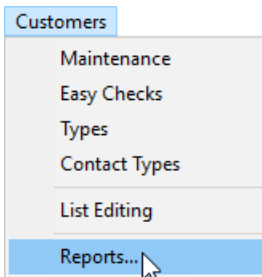 Customers
Maintenance
Easy Checks
Types
Contact Types
List Editing
Reports...